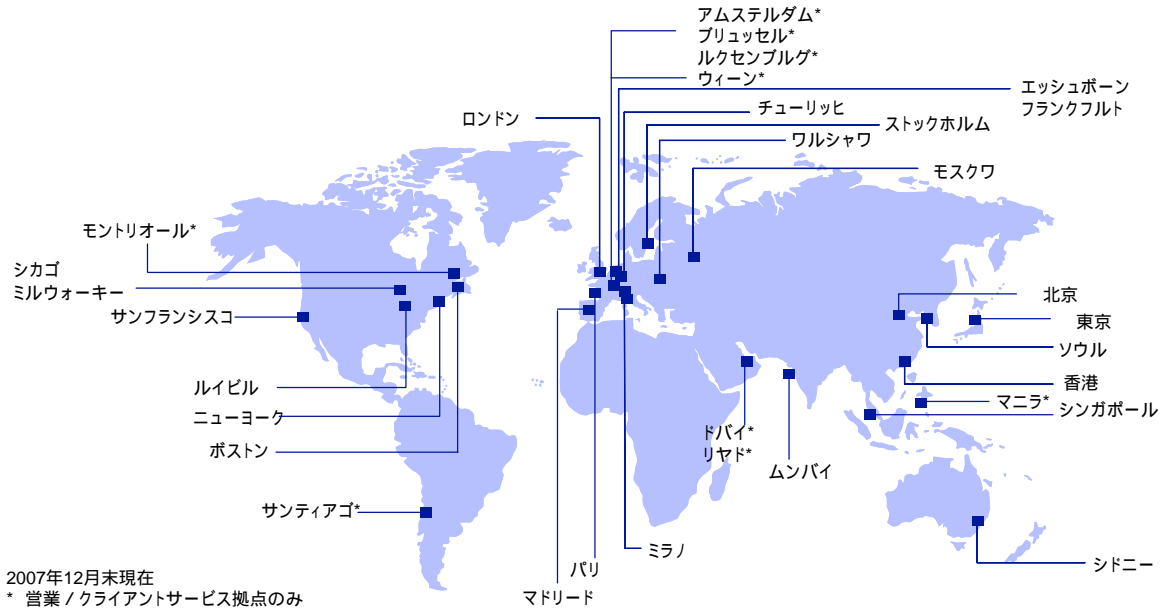 アムステルダム*
ブリュッセル*
ルクセンブルグ*
ウィーン*
エッシュボーン
フランクフルト
チューリッヒ
ロンドン
ストックホルム
ワルシャワ
モスクワ
モントリオール*
シカゴ
ミルウォーキー
サンフランシスコ
北京
東京
ソウル
ルイビル
香港
マニラ*
シンガポール
ニューヨーク
ボストン
ドバイ*
リヤド*
ムンバイ
サンティアゴ*
ミラノ
パリ
シドニー
マドリード
2007年12月末現在
* 営業 / クライアントサービス拠点のみ